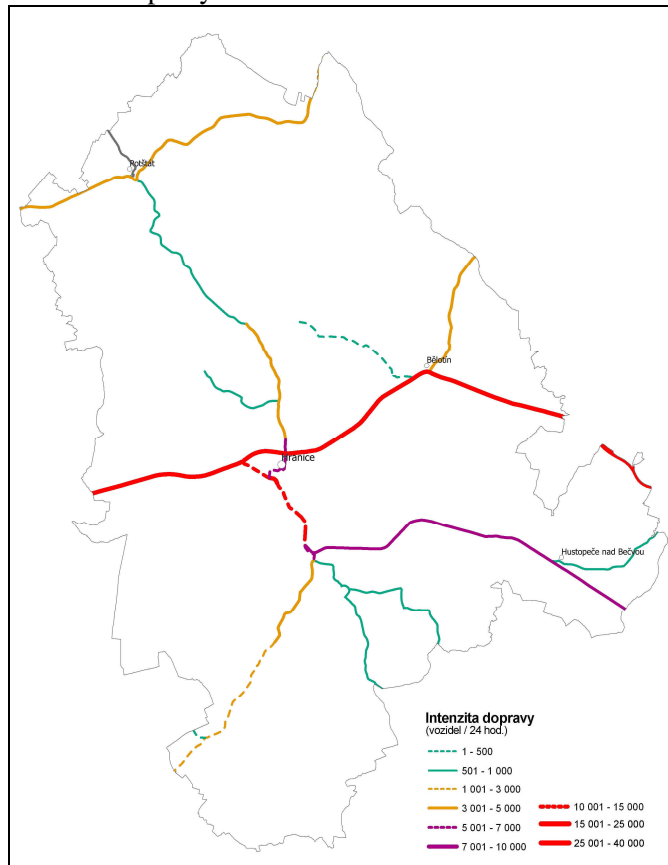 Potštát
Bělotín
Hranice
Hustopeče nad Bečvou
Intenzita dopravy
(vozidel / 24 hod.)
1 - 500
501 - 1 000
1 001 - 3 000
3 001 - 5 000
5 001 - 7 000
7 001 - 10 000
10 001 - 15 000
15 001 - 25 000
25 001 - 40 000